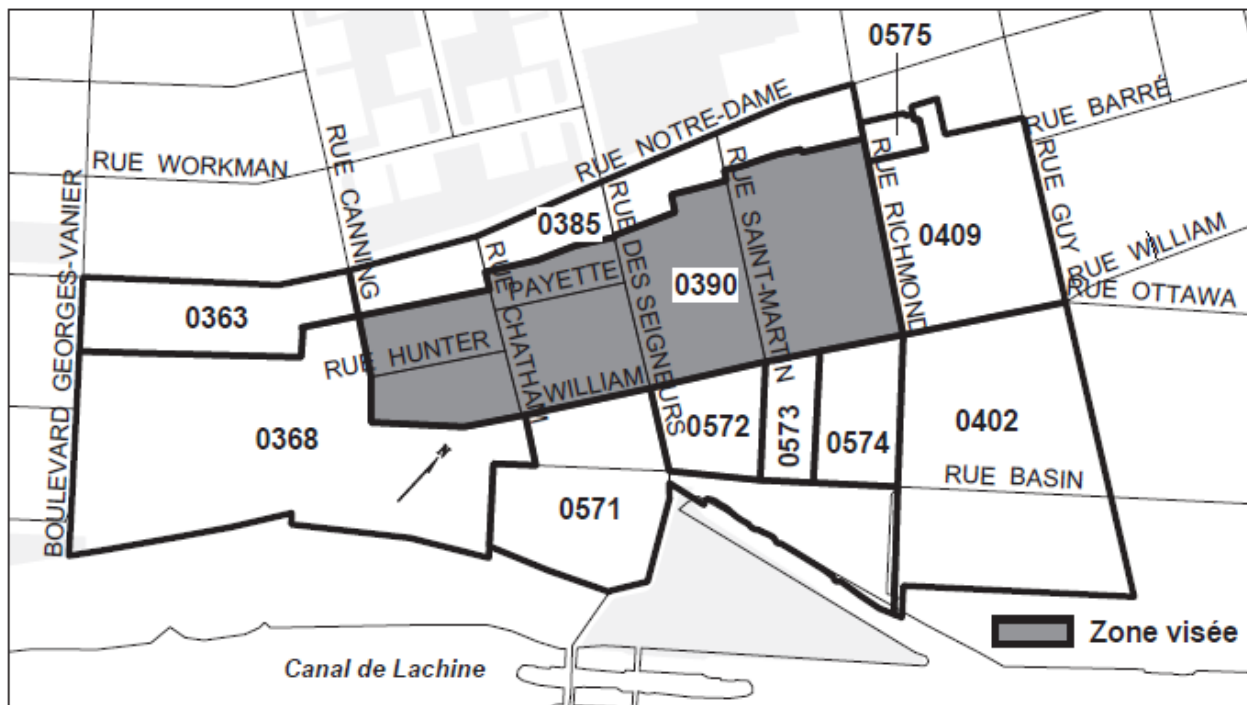 0575
RUE BARRÉ
RUE NOTRE-DAME
RUE WORKMAN
RUE CANNING
RUE SAINT-MARTIN
RUE RICHMOND
RUE GUY
0385
RUE DES SEIGNEURS
0409
RUE WILLIAM
BOULEVARD GEORGES-VANIER
RUE CHATHAM
PAYETTE
0390
RUE OTTAWA
0363
RUE HUNTER
WILLIAM
0368
0572
0573
0574
0402
N
RUE BASIN
0571
Zone visée
Canal de Lachine